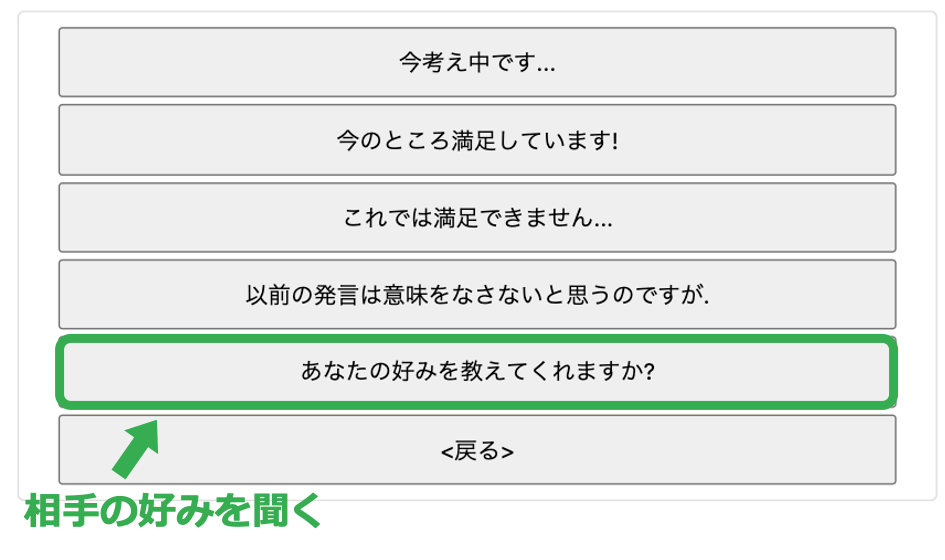 今考え中です...
今のところ満足しています!
これでは満足できません...
以前の発言は意味をなさないと思うのですが.
あなたの好みを教えてくれますか?
<戻る>
相手の好みを聞く